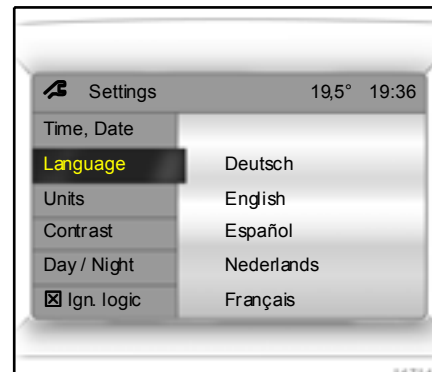 Settings 19,5° 19:36
Time, Date
Language Deutsch
Units English
Contrast Español
Day / Night Nederlands
Ign. logic Français